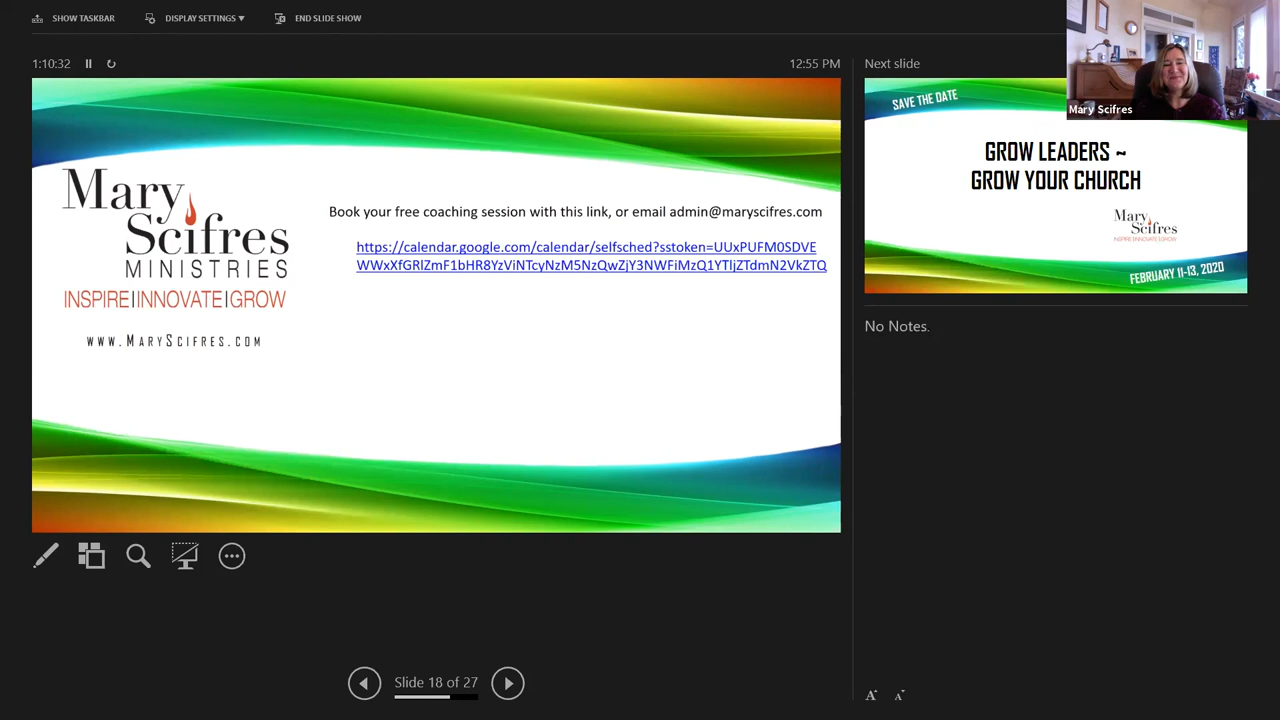 SHOW TASKBAR
DISPLAY SETTINGS
END SLIDE SHOW
1:10:32
12:55 PM
Mary
Scifres
MINISTRIES
INSPIRE|INNOVATE|GROW
www.MaryScifres.com
Book your free coaching session with this link, or email admin@maryscifres.com
https://calendar.google.com/calendar/selfsched?sstoken=UUxPUFM0SDVE
WWxXfGRlZmF1bHR8YzViNTcyNzM5NzQwZjY3NWFiMzQ1YTljZTdmN2VkZTQ
Slide 18 of 27
Next slide
Mary Scifres
SAVE THE DATE
GROW LEADERS ~
GROW YOUR CHURCH
Mary
Scifres
INSPIRE|INNOVATE|GROW
FEBRUARY 11-13, 2020
No Notes.
A A